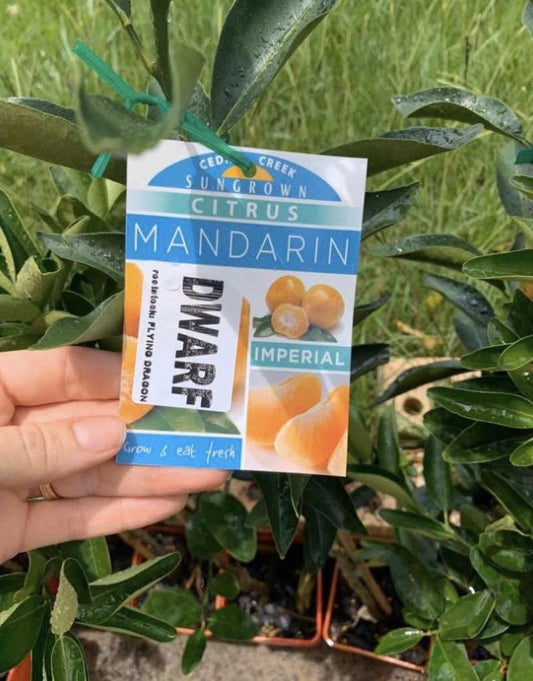 CEDAR CREEK
SUNGROWN
CITRUS
MANDARIN
DWARF
rootstock: FLYING DRAGON
IMPERIAL
Grow & eat fresh